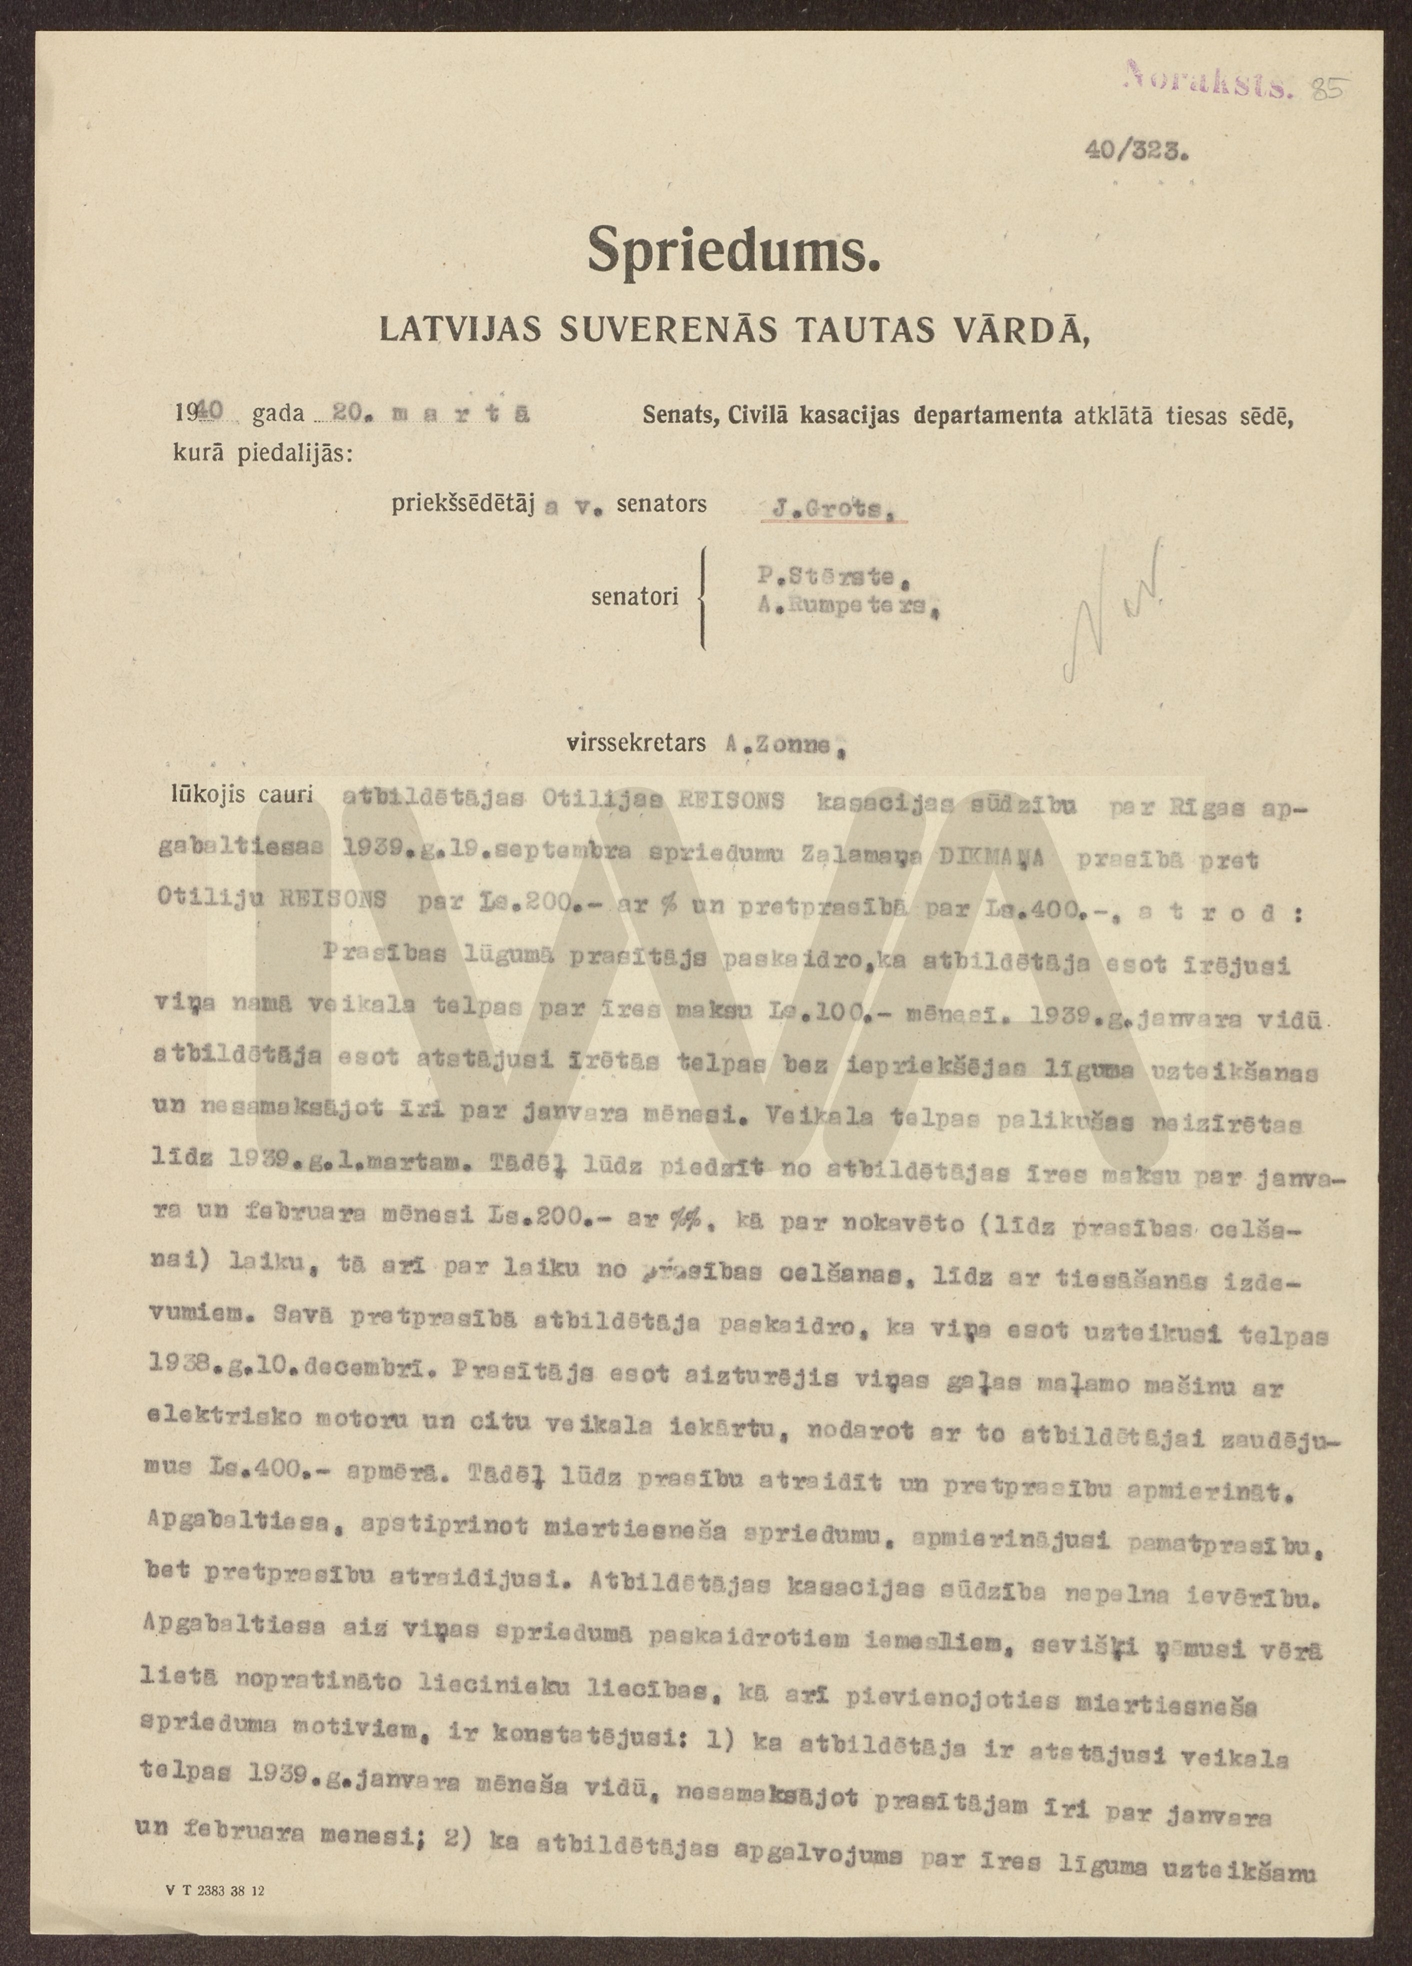 Noraksts. 85
40/323.
Spriedums.
LATVIJAS SUVERENĀS TAUTAS VĀRDĀ,
1940 gada 20. m a r t ā Senats, Civilā kasacijas departamenta atklātā tiesas sēdē,
kurā piedalijās:
priekšsēdētāj a v. senators J.Grots,
senatori
P.Stērste,
A.Rumpeters,
virssekretars A.Zonne,
lūkojis cauri atbildētājas Otilijas REISONS kasacijas sūdzību par Rīgas ap-
gabaltiesas 1939.g.19.septembra spriedumu Zalamaņa DIKMAŅA prasībā pret
Otiliju REISONS par Ls.200.- ar % un pretprasībā par Ls.400.-, a t r o d :
Prasības lūgumā prasītājs paskaidro,ka atbildētāja esot īrējusi
viņa namā veikala telpas par īres maksu Ls.100.- mēnesī. 1939.g.janvara vidū
atbildētāja esot atstājusi īrētās telpas bez iepriekšējas līguma uzteikšanas
un nesamaksājot īri par janvara mēnesi. Veikala telpas palikušas neizīrētas
līdz 1939.g.1.martam. Tādēļ lūdz piedzīt no atbildētājas īres maksu par janva-
ra un februara mēnesi Ls.200.- ar %%, kā par nokavēto (līdz prasības celša-
nai) laiku, tā arī par laiku no prasības celšanas, līdz ar tiesāšanās izde-
vumiem. Savā pretprasībā atbildētāja paskaidro, ka viņa esot uzteikusi telpas
1938.g.10.decembrī. Prasītājs esot aizturējis viņas gaļas maļamo mašinu ar
elektrisko motoru un citu veikala iekārtu, nodarot ar to atbildētājai zaudēju-
mus Ls.400.- apmērā. Tādēļ lūdz prasību atraidīt un pretprasību apmierināt.
Apgabaltiesa, apstiprinot miertiesneša spriedumu, apmierinājusi pamatprasību,
bet pretprasību atraidijusi. Atbildētājas kasacijas sūdzība nepelna ievērību.
Apgabaltiesa aiz viņas spriedumā paskaidrotiem iemesliem, sevišķi ņēmusi vērā
lietā nopratināto liecinieku liecības, kā arī pievienojoties miertiesneša
sprieduma motiviem, ir konstatējusi: 1) ka atbildētāja ir atstājusi veikala
telpas 1939.g.janvara mēneša vidū, nesamaksājot prasītājam īri par janvara
un februara menesi; 2) ka atbildētājas apgalvojums par īres līguma uzteikšanu
V T 2383 38 12